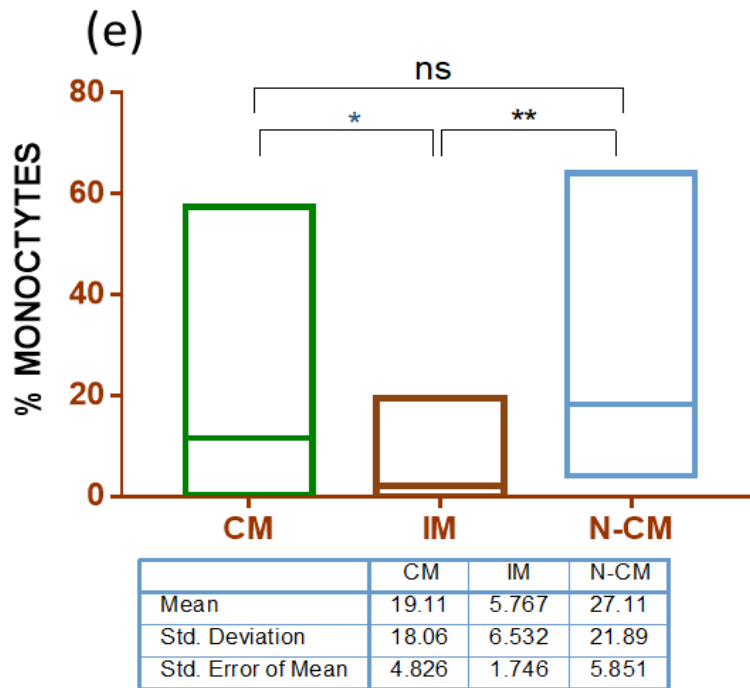 (e)
ns
* **
80
60
40
20
0
% MONOCTYTES
CM IM N-CM
CM IM N-CM
Mean 19.11 5.767 27.11
Std. Deviation 18.06 6.532 21.89
Std. Error of Mean 4.826 1.746 5.851